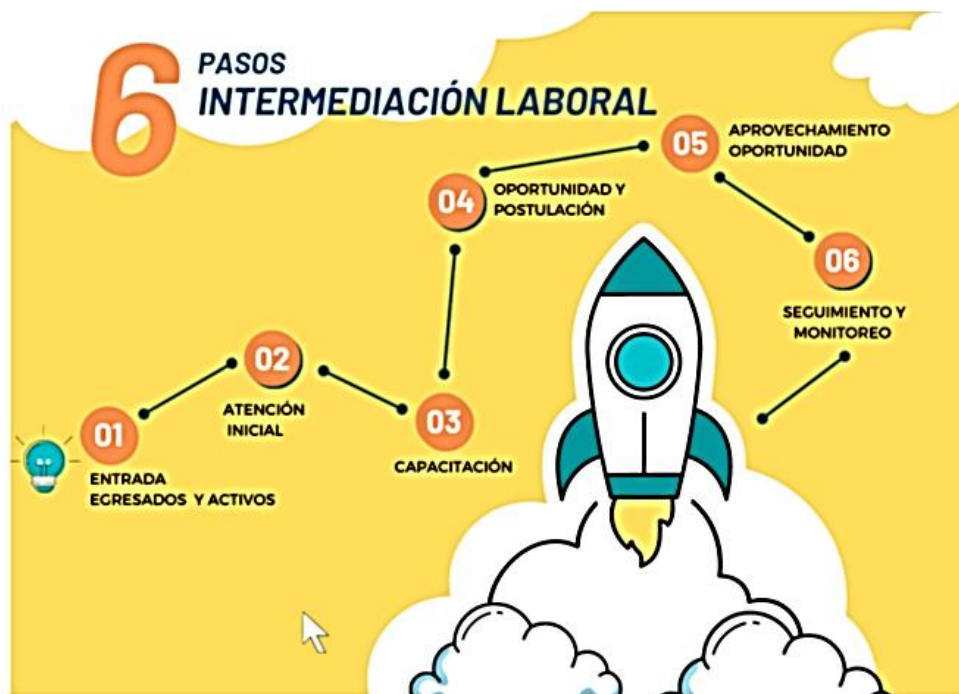 6
PASOS
INTERMEDIACIÓN LABORAL
01
ENTRADA
EGRESADOS Y ACTIVOS
02
ATENCIÓN
INICIAL
03
CAPACITACIÓN
04
OPORTUNIDAD Y
POSTULACIÓN
05
APROVECHAMIENTO
OPORTUNIDAD
06
SEGUIMIENTO Y
MONITOREO